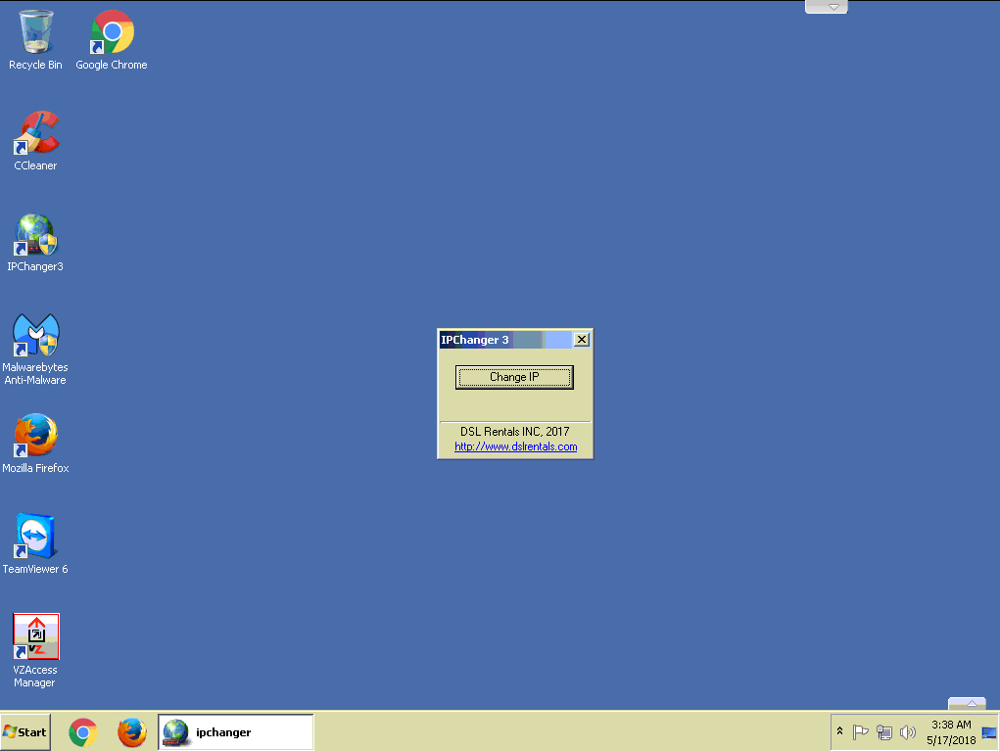 Recycle Bin
Google Chrome
CCleaner
IPChanger3
Malwarebytes
Anti-Malware
Mozilla Firefox
TeamViewer 6
VZ
VZAccess
Manager
IPChanger 3
Change IP
DSL Rentals INC, 2017
http://www.dslrentals.com
Start
ipchanger
3:38 AM
5/17/2018